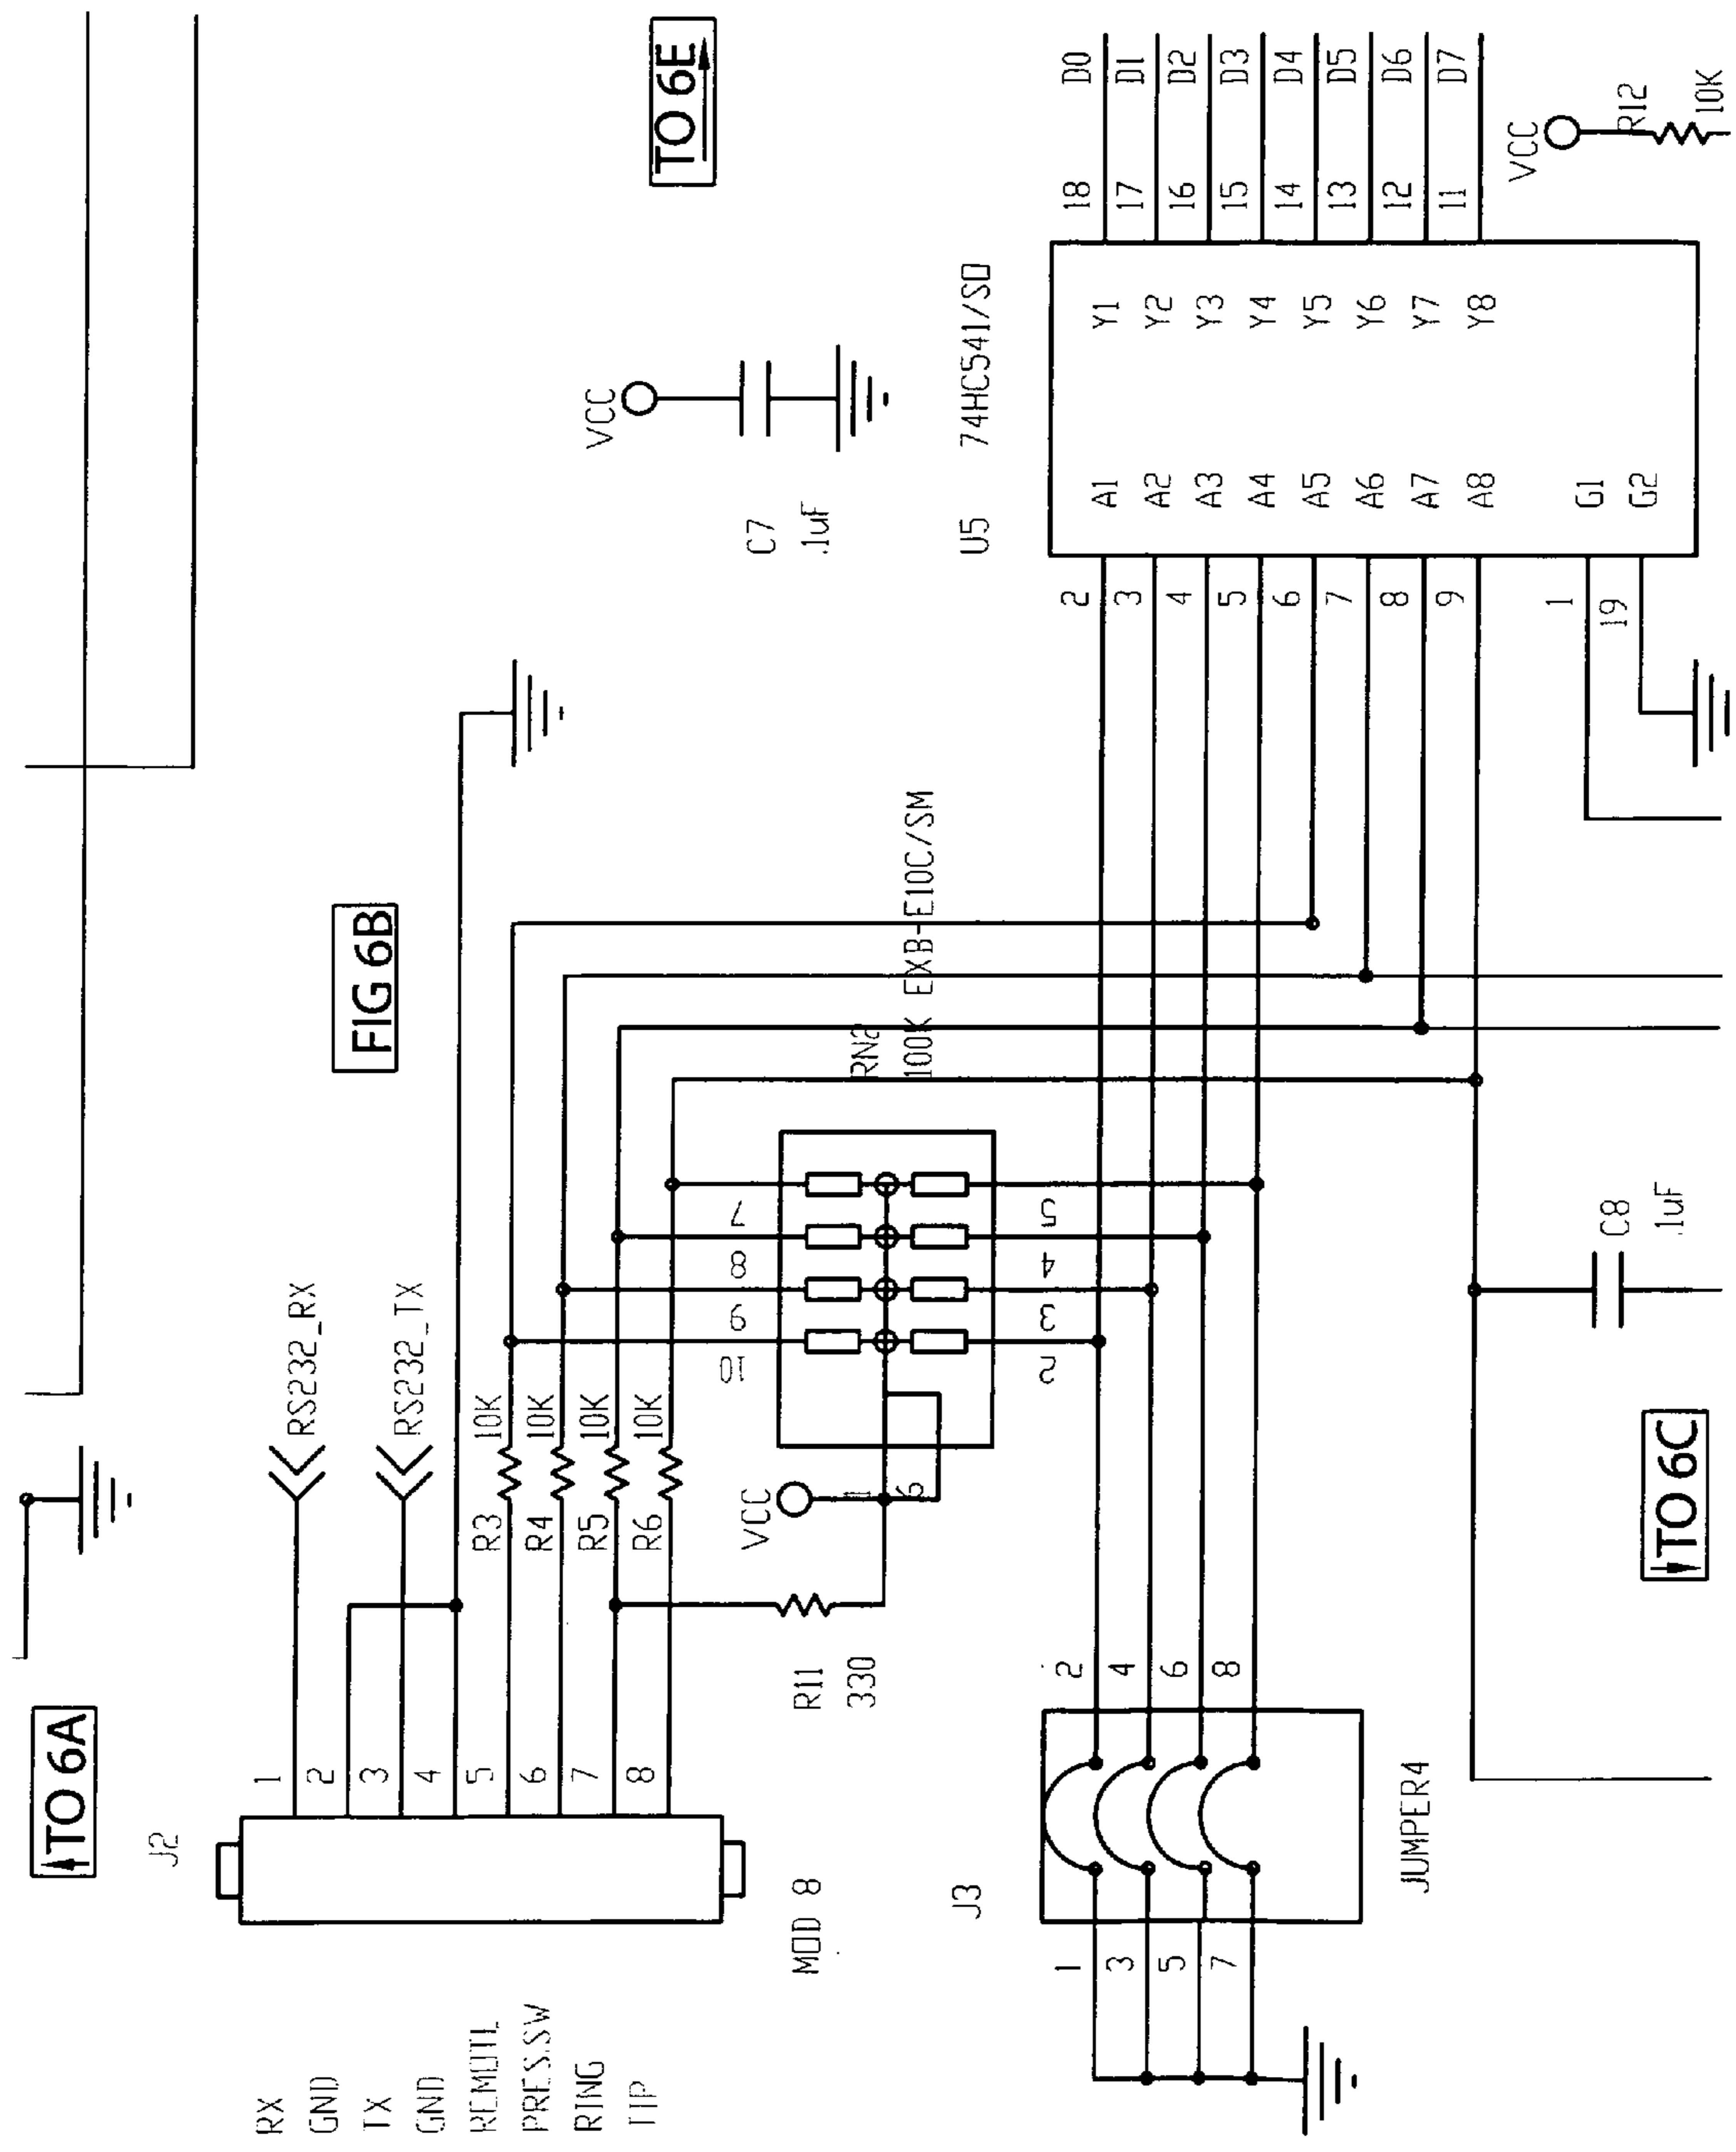 TO 6A
FIG 6B
TO 6E
TO 6C
J2
MOD 8
RX
GND
TX
GND
PRES.SW
RING
TIP
1
2
3
4
5
6
7
8
RS232_RX
RS232_TX
R3 10K
R4 10K
R5 10K
R6 10K
R11
330
VCC
1
6
10
9
8
7
2
3
4
5
RN2
100K EXB-E10C/SM
VCC
C7
.1uF
J3
JUMPER4
1
3
5
7
2
4
6
8
U5 74HC541/SO
2 A1 Y1 18 D0
3 A2 Y2 17 D1
4 A3 Y3 16 D2
5 A4 Y4 15 D3
6 A5 Y5 14 D4
7 A6 Y6 13 D5
8 A7 Y7 12 D6
9 A8 Y8 11 D7
1 G1
19 G2
C8
.1uF
VCC
R12
10K